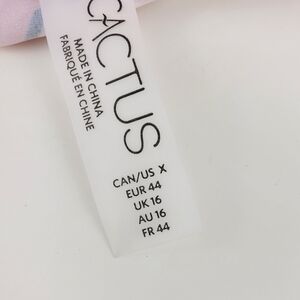 CACTUS
MADE IN CHINA
FABRIQUÉ EN CHINE
CAN/US X
EUR 44
UK 16
AU 16
FR 44